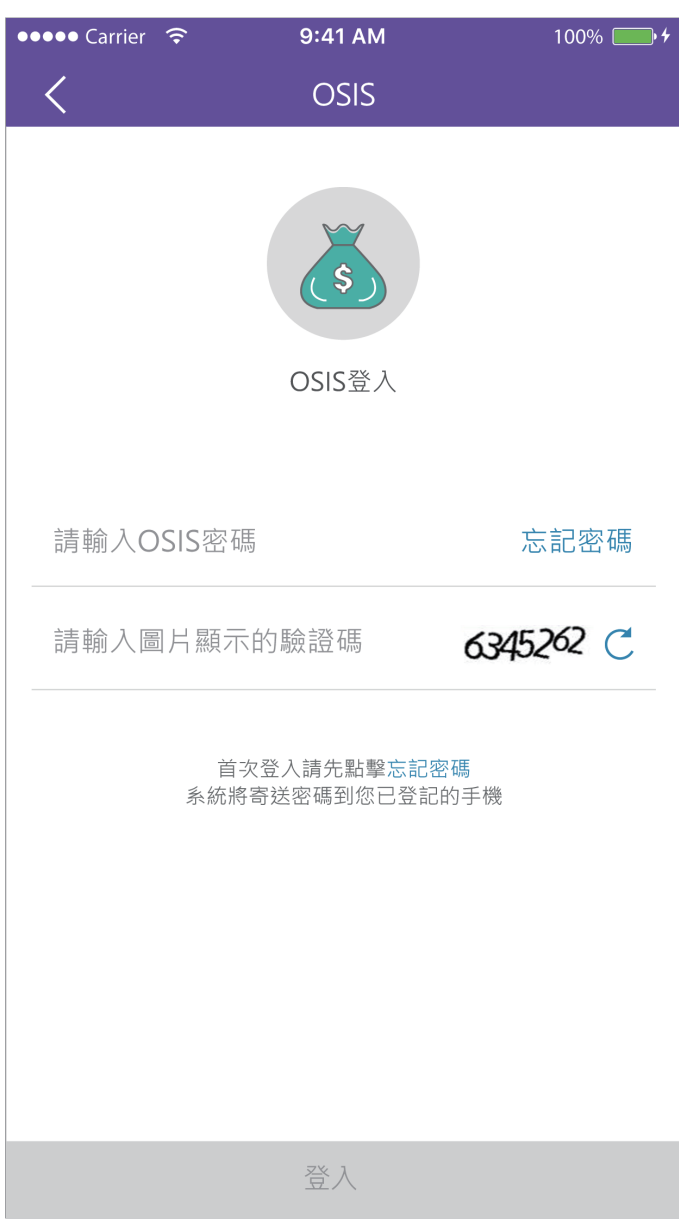 Carrier 9:41 AM 100%
OSIS
$
OSIS登入
請輸入OSIS密碼 忘記密碼
請輸入圖片顯示的驗證碼 6345262
首次登入請先點擊忘記密碼
系統將寄送密碼到您已登記的手機
登入